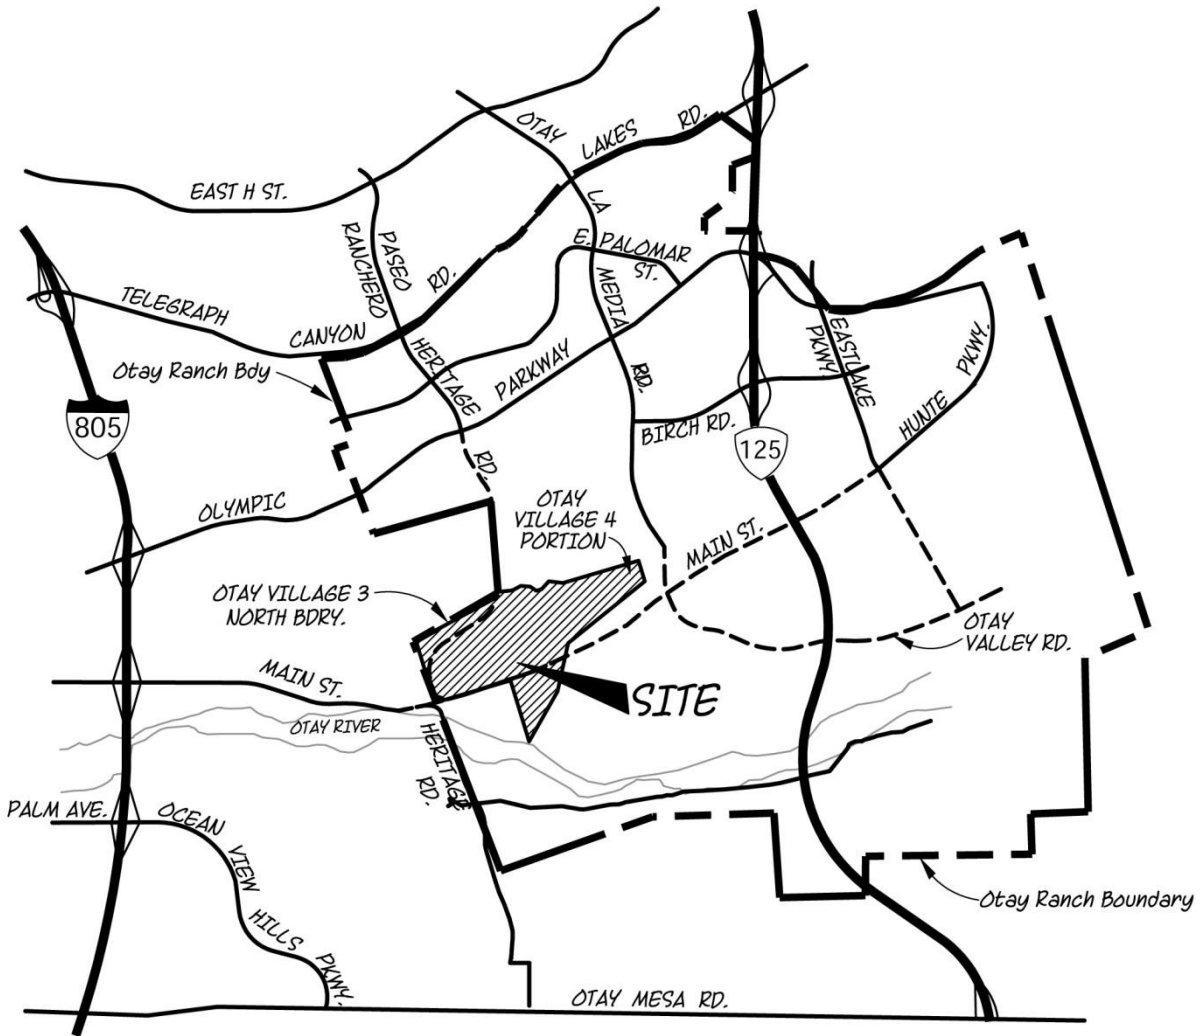 OTAY
LAKES
RD.
EAST H ST.
LA
MEDIA
RD.
E. PALOMAR
ST.
PASEO
RANCHERO
RD.
TELEGRAPH
CANYON
Otay Ranch Bdy
HERITAGE
RD.
PARKWAY
EASTLAKE
PKWY.
HUNTE
PKWY.
805
BIRCH RD.
125
OLYMPIC
OTAY
VILLAGE 4
PORTION
MAIN ST.
OTAY VILLAGE 3
NORTH BDRY.
OTAY
VALLEY RD.
MAIN ST.
SITE
OTAY RIVER
HERITAGE
RD.
PALM AVE.
OCEAN
VIEW
HILLS
PKWY.
Otay Ranch Boundary
OTAY MESA RD.